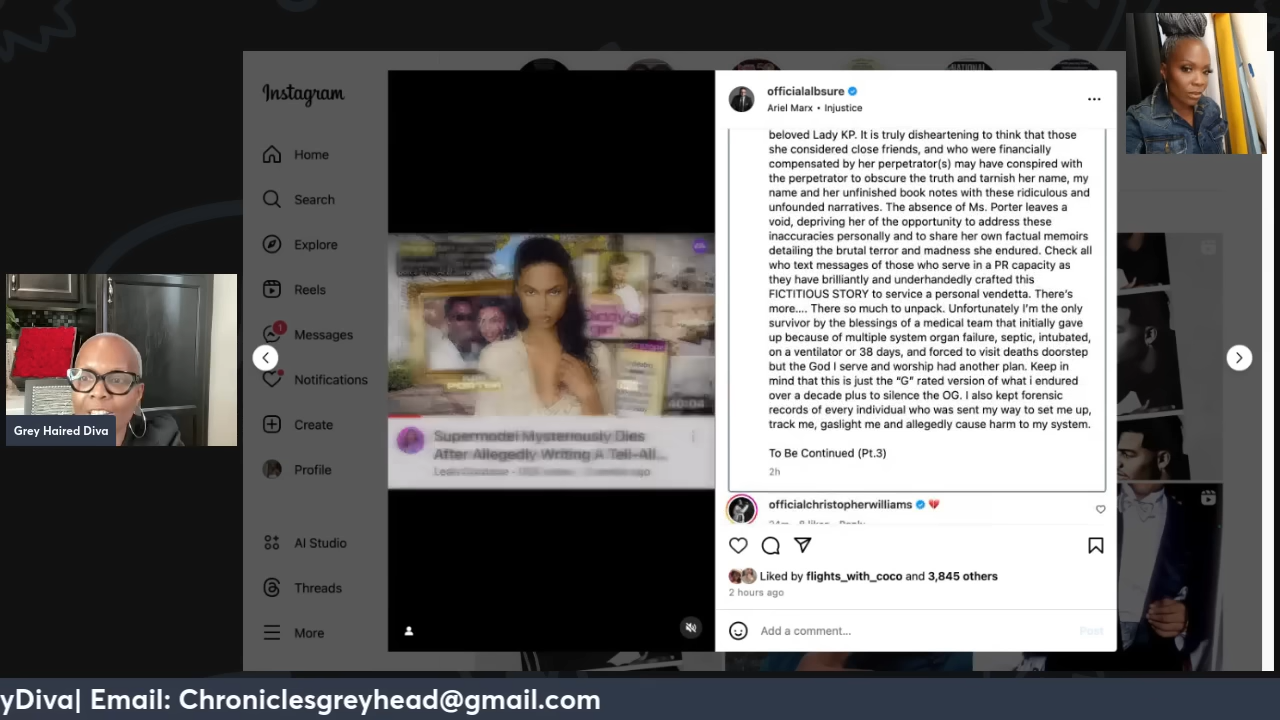 Instagram
Home
Search
Explore
Reels
1
Messages
Notifications
Create
Profile
AI Studio
Threads
More
Grey Haired Diva
PORTER
40:04
Supermodel Mysteriously Dies
After Allegedly Writing A Tell-All...
officialalbsure
Ariel Marx • Injustice
beloved Lady KP. It is truly disheartening to think that those
she considered close friends, and who were financially
compensated by her perpetrator(s) may have conspired with
the perpetrator to obscure the truth and tarnish her name, my
name and her unfinished book notes with these ridiculous and
unfounded narratives. The absence of Ms. Porter leaves a
void, depriving her of the opportunity to address these
inaccuracies personally and to share her own factual memoirs
detailing the brutal terror and madness she endured. Check all
who text messages of those who serve in a PR capacity as
they have brilliantly and underhandedly crafted this
FICTITIOUS STORY to service a personal vendetta. There's
more.... There so much to unpack. Unfortunately I'm the only
survivor by the blessings of a medical team that initially gave
up because of multiple system organ failure, septic, intubated,
on a ventilator or 38 days, and forced to visit deaths doorstep
but the God I serve and worship had another plan. Keep in
mind that this is just the "G" rated version of what i endured
over a decade plus to silence the OG. I also kept forensic
records of every individual who was sent my way to set me up,
track me, gaslight me and allegedly cause harm to my system.
To Be Continued (Pt.3)
2h
officialchristopherwilliams 💔
Liked by flights_with_coco and 3,845 others
2 hours ago
Add a comment...
Post
yDiva| Email: Chroniclesgreyhead@gmail.com